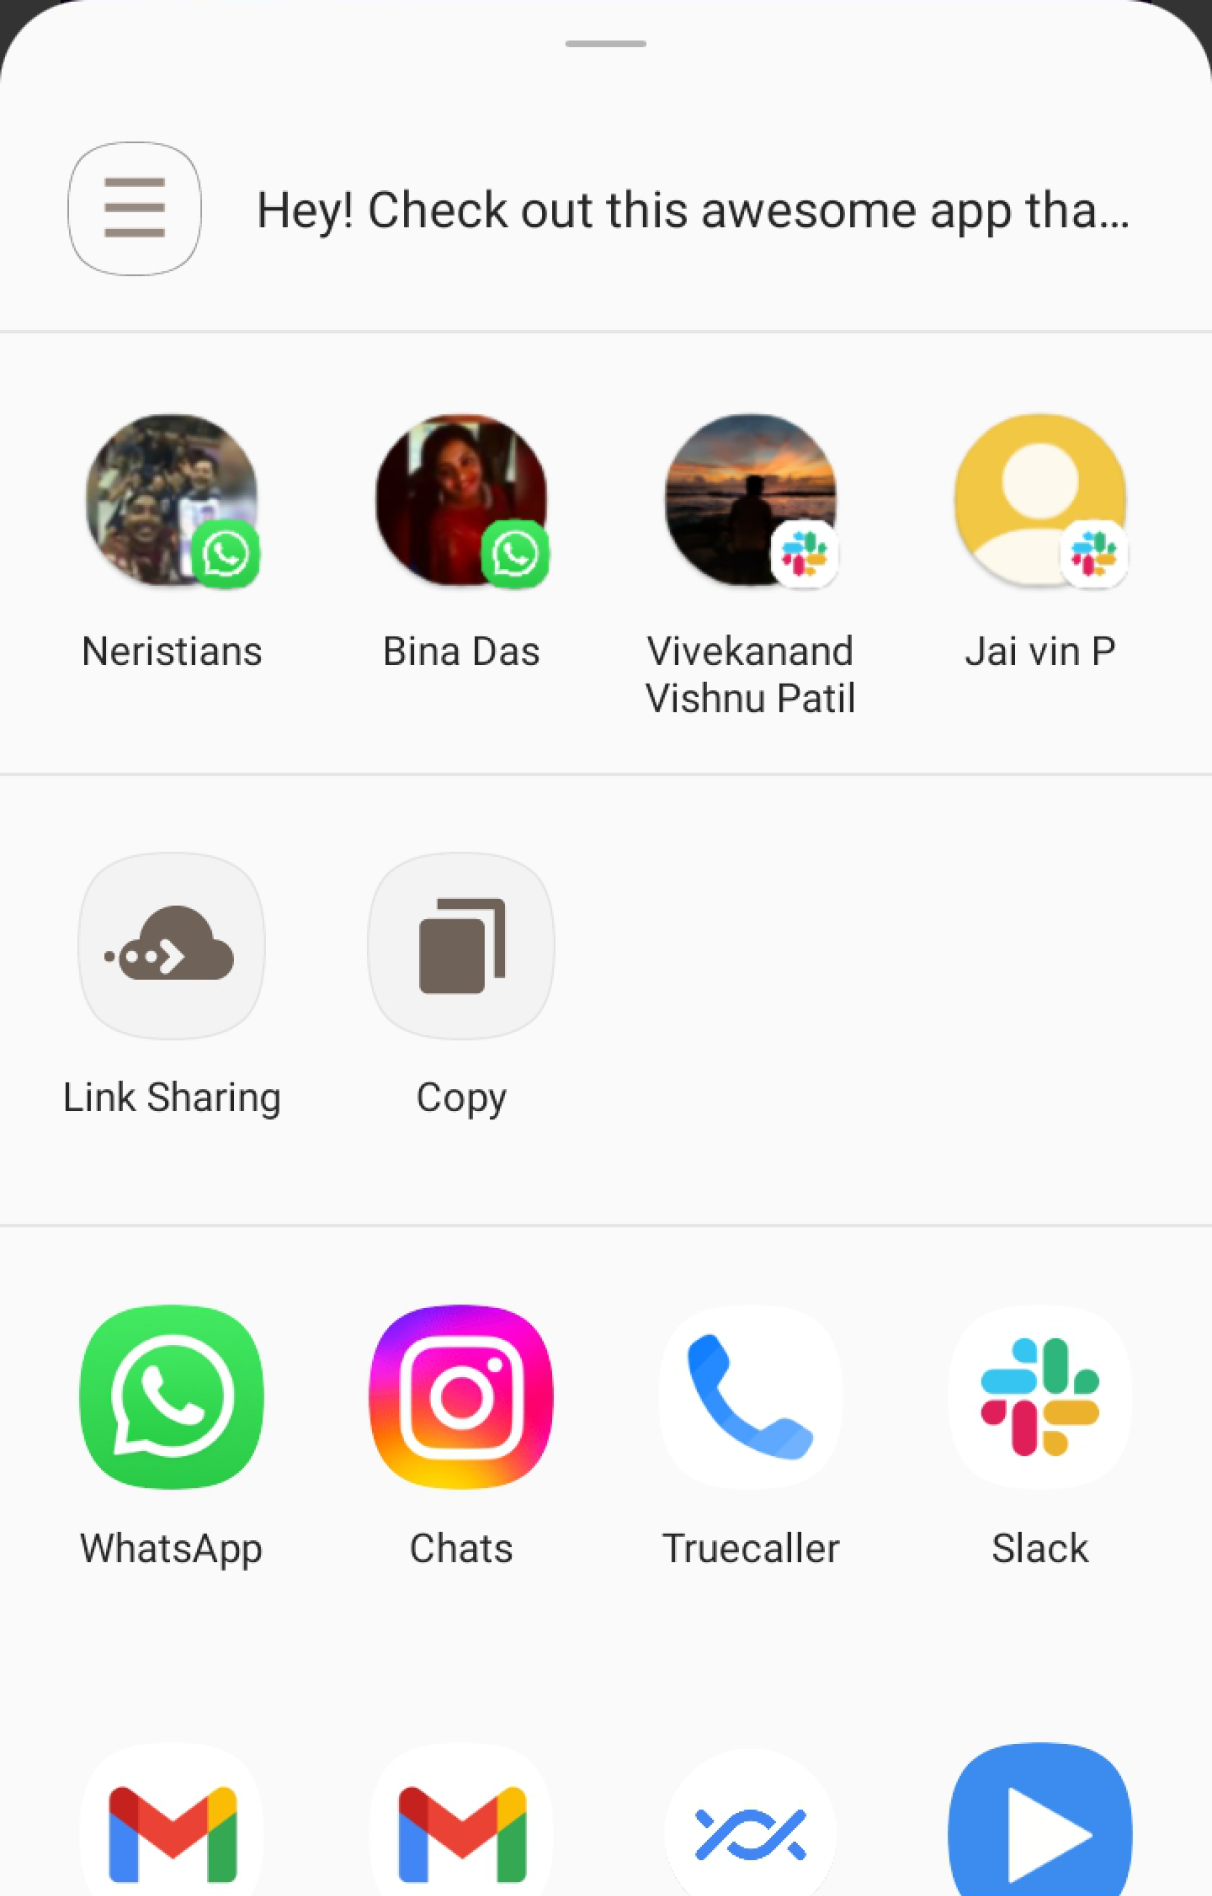 Hey! Check out this awesome app tha...
Neristians
Bina Das
Vivekanand
Vishnu Patil
Jai vin P
Link Sharing
Copy
WhatsApp
Chats
Truecaller
Slack